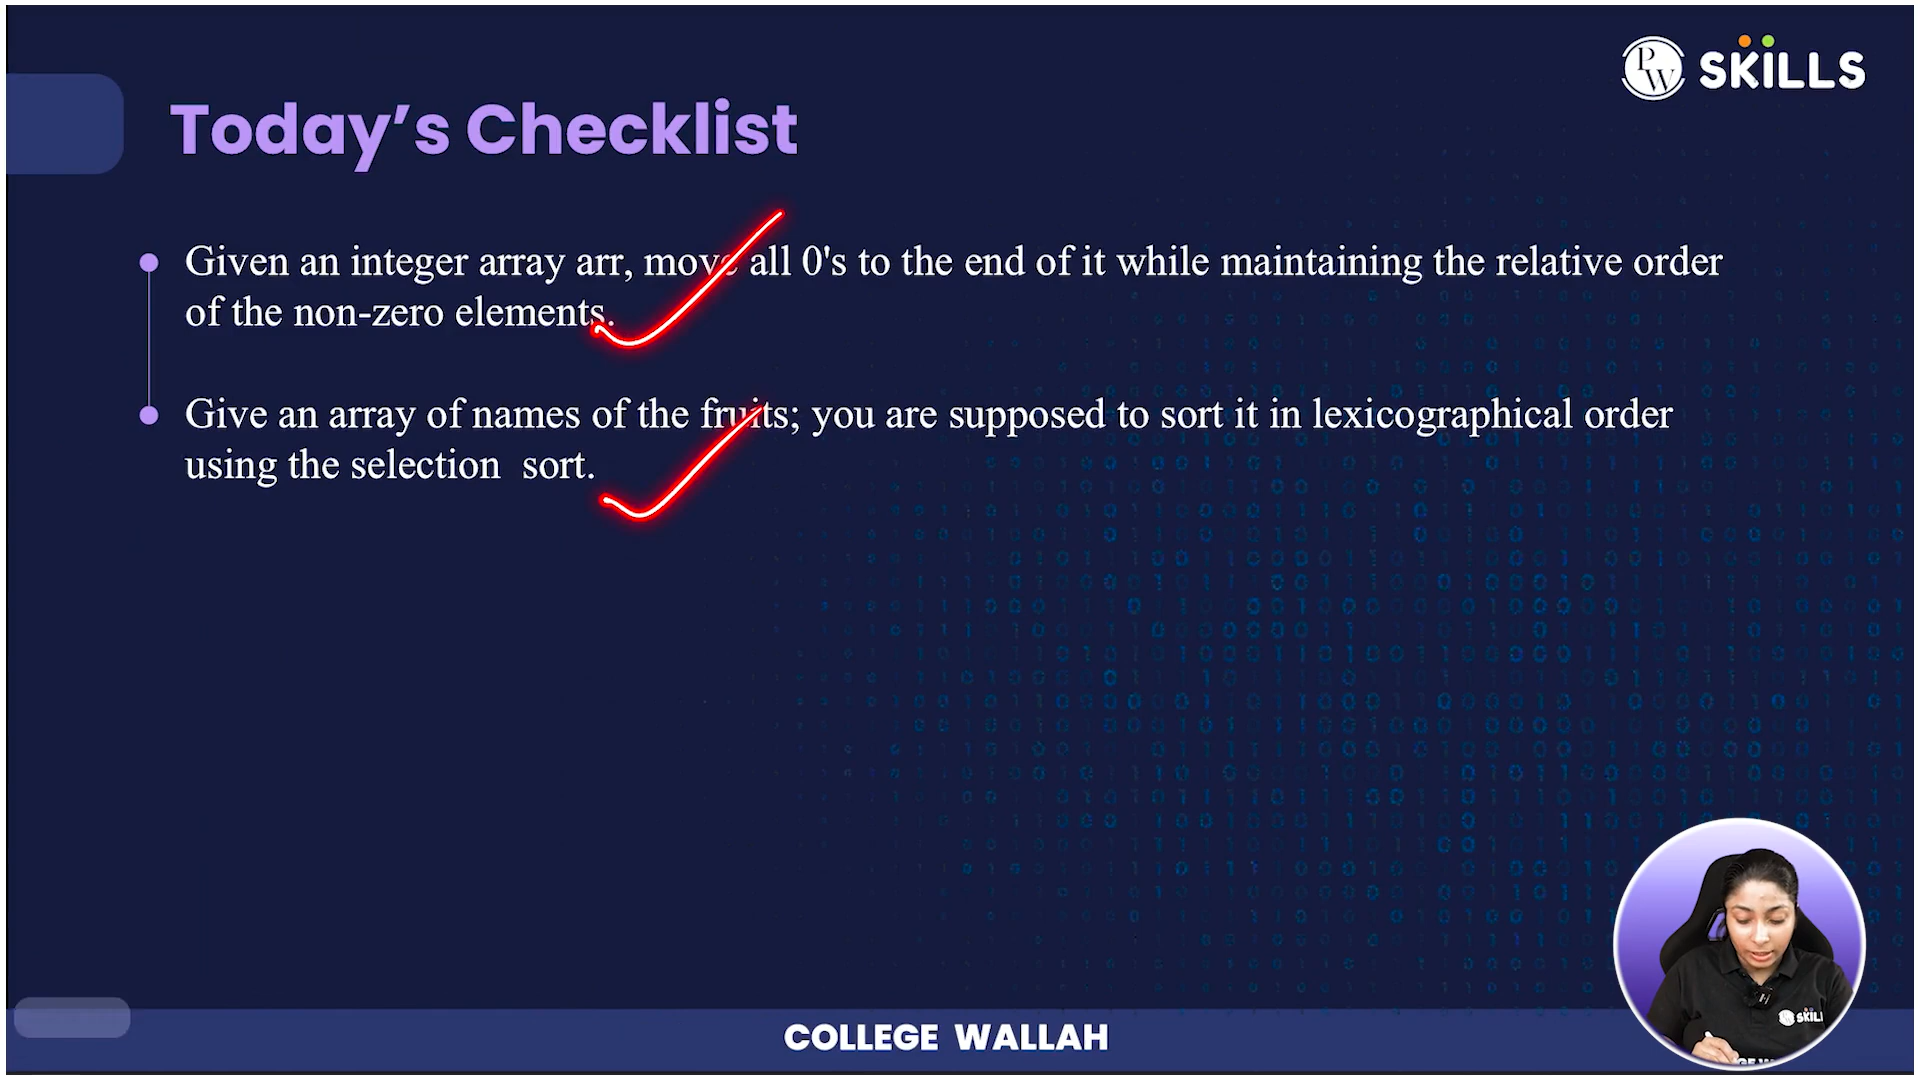 PW SKILLS
Today's Checklist
Given an integer array arr, move all 0's to the end of it while maintaining the relative order
of the non-zero elements.
Give an array of names of the fruits; you are supposed to sort it in lexicographical order
using the selection sort.
COLLEGE WALLAH